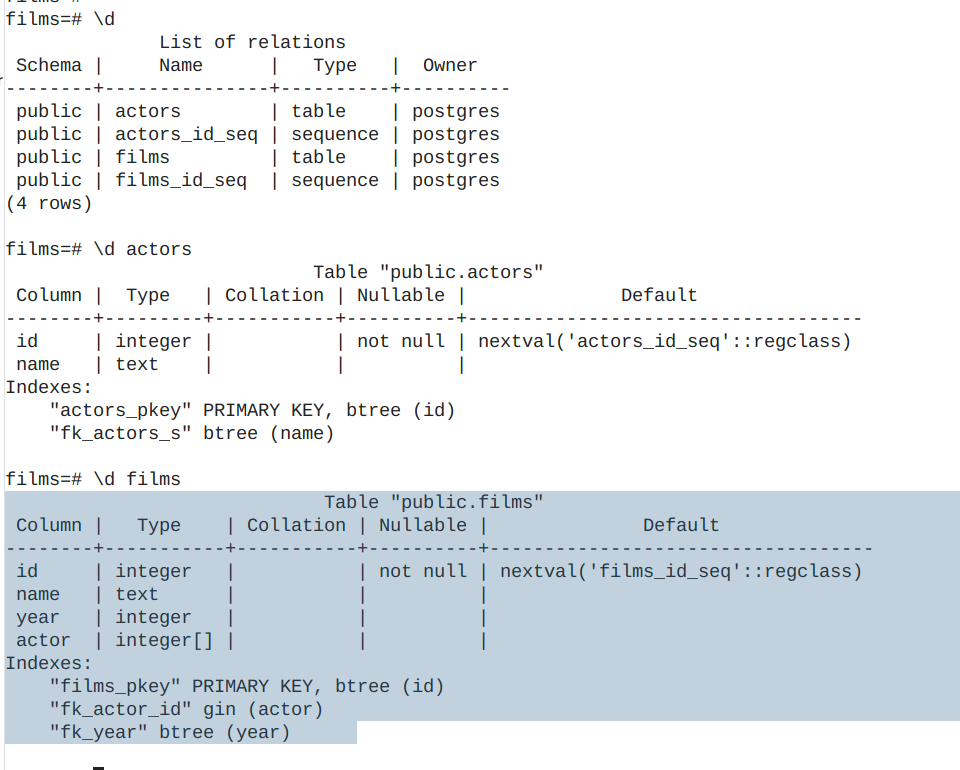 films=# \d
              List of relations
 Schema |     Name      |   Type   |  Owner
--------+---------------+----------+----------
 public | actors        | table    | postgres
 public | actors_id_seq | sequence | postgres
 public | films         | table    | postgres
 public | films_id_seq  | sequence | postgres
(4 rows)
films=# \d actors
                            Table "public.actors"
 Column |  Type   | Collation | Nullable |              Default
--------+---------+-----------+----------+------------------------------------
 id     | integer |           | not null | nextval('actors_id_seq'::regclass)
 name   | text    |           |          |
Indexes:
    "actors_pkey" PRIMARY KEY, btree (id)
    "fk_actors_s" btree (name)
films=# \d films
                             Table "public.films"
 Column |   Type    | Collation | Nullable |              Default
--------+-----------+-----------+----------+-----------------------------------
 id     | integer   |           | not null | nextval('films_id_seq'::regclass)
 name   | text      |           |          |
 year   | integer   |           |          |
 actor  | integer[] |           |          |
Indexes:
    "films_pkey" PRIMARY KEY, btree (id)
    "fk_actor_id" gin (actor)
    "fk_year" btree (year)